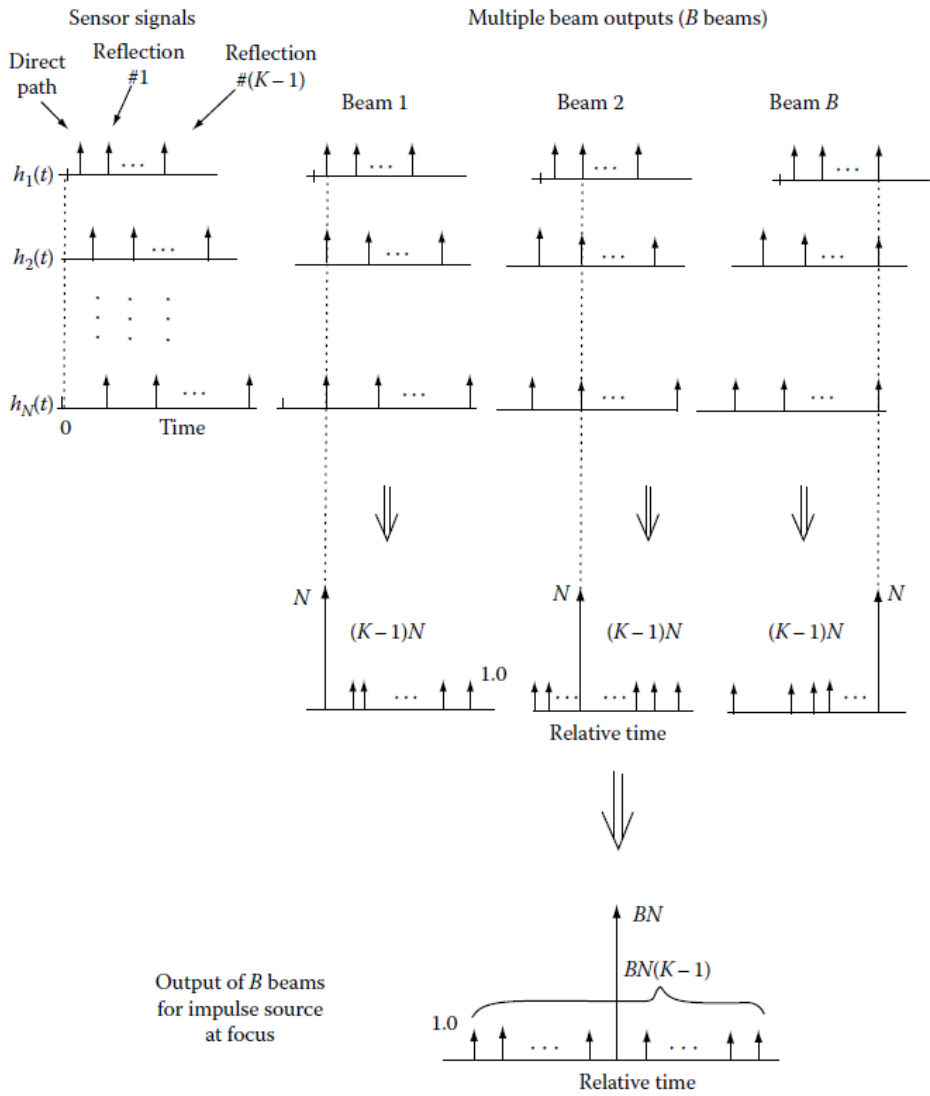 Sensor signals
Multiple beam outputs (B beams)
Direct
path
Reflection
#1
Reflection
#(K – 1)
Beam 1
Beam 2
Beam B
h1(t)
...
...
...
...
h2(t)
...
...
...
...
hN(t)
...
...
...
...
0
Time
N
(K – 1)N
...
1.0
N
(K – 1)N
...
...
(K – 1)N
N
...
Relative time
BN
BN(K – 1)
Output of B beams
for impulse source
at focus
1.0
...
...
Relative time